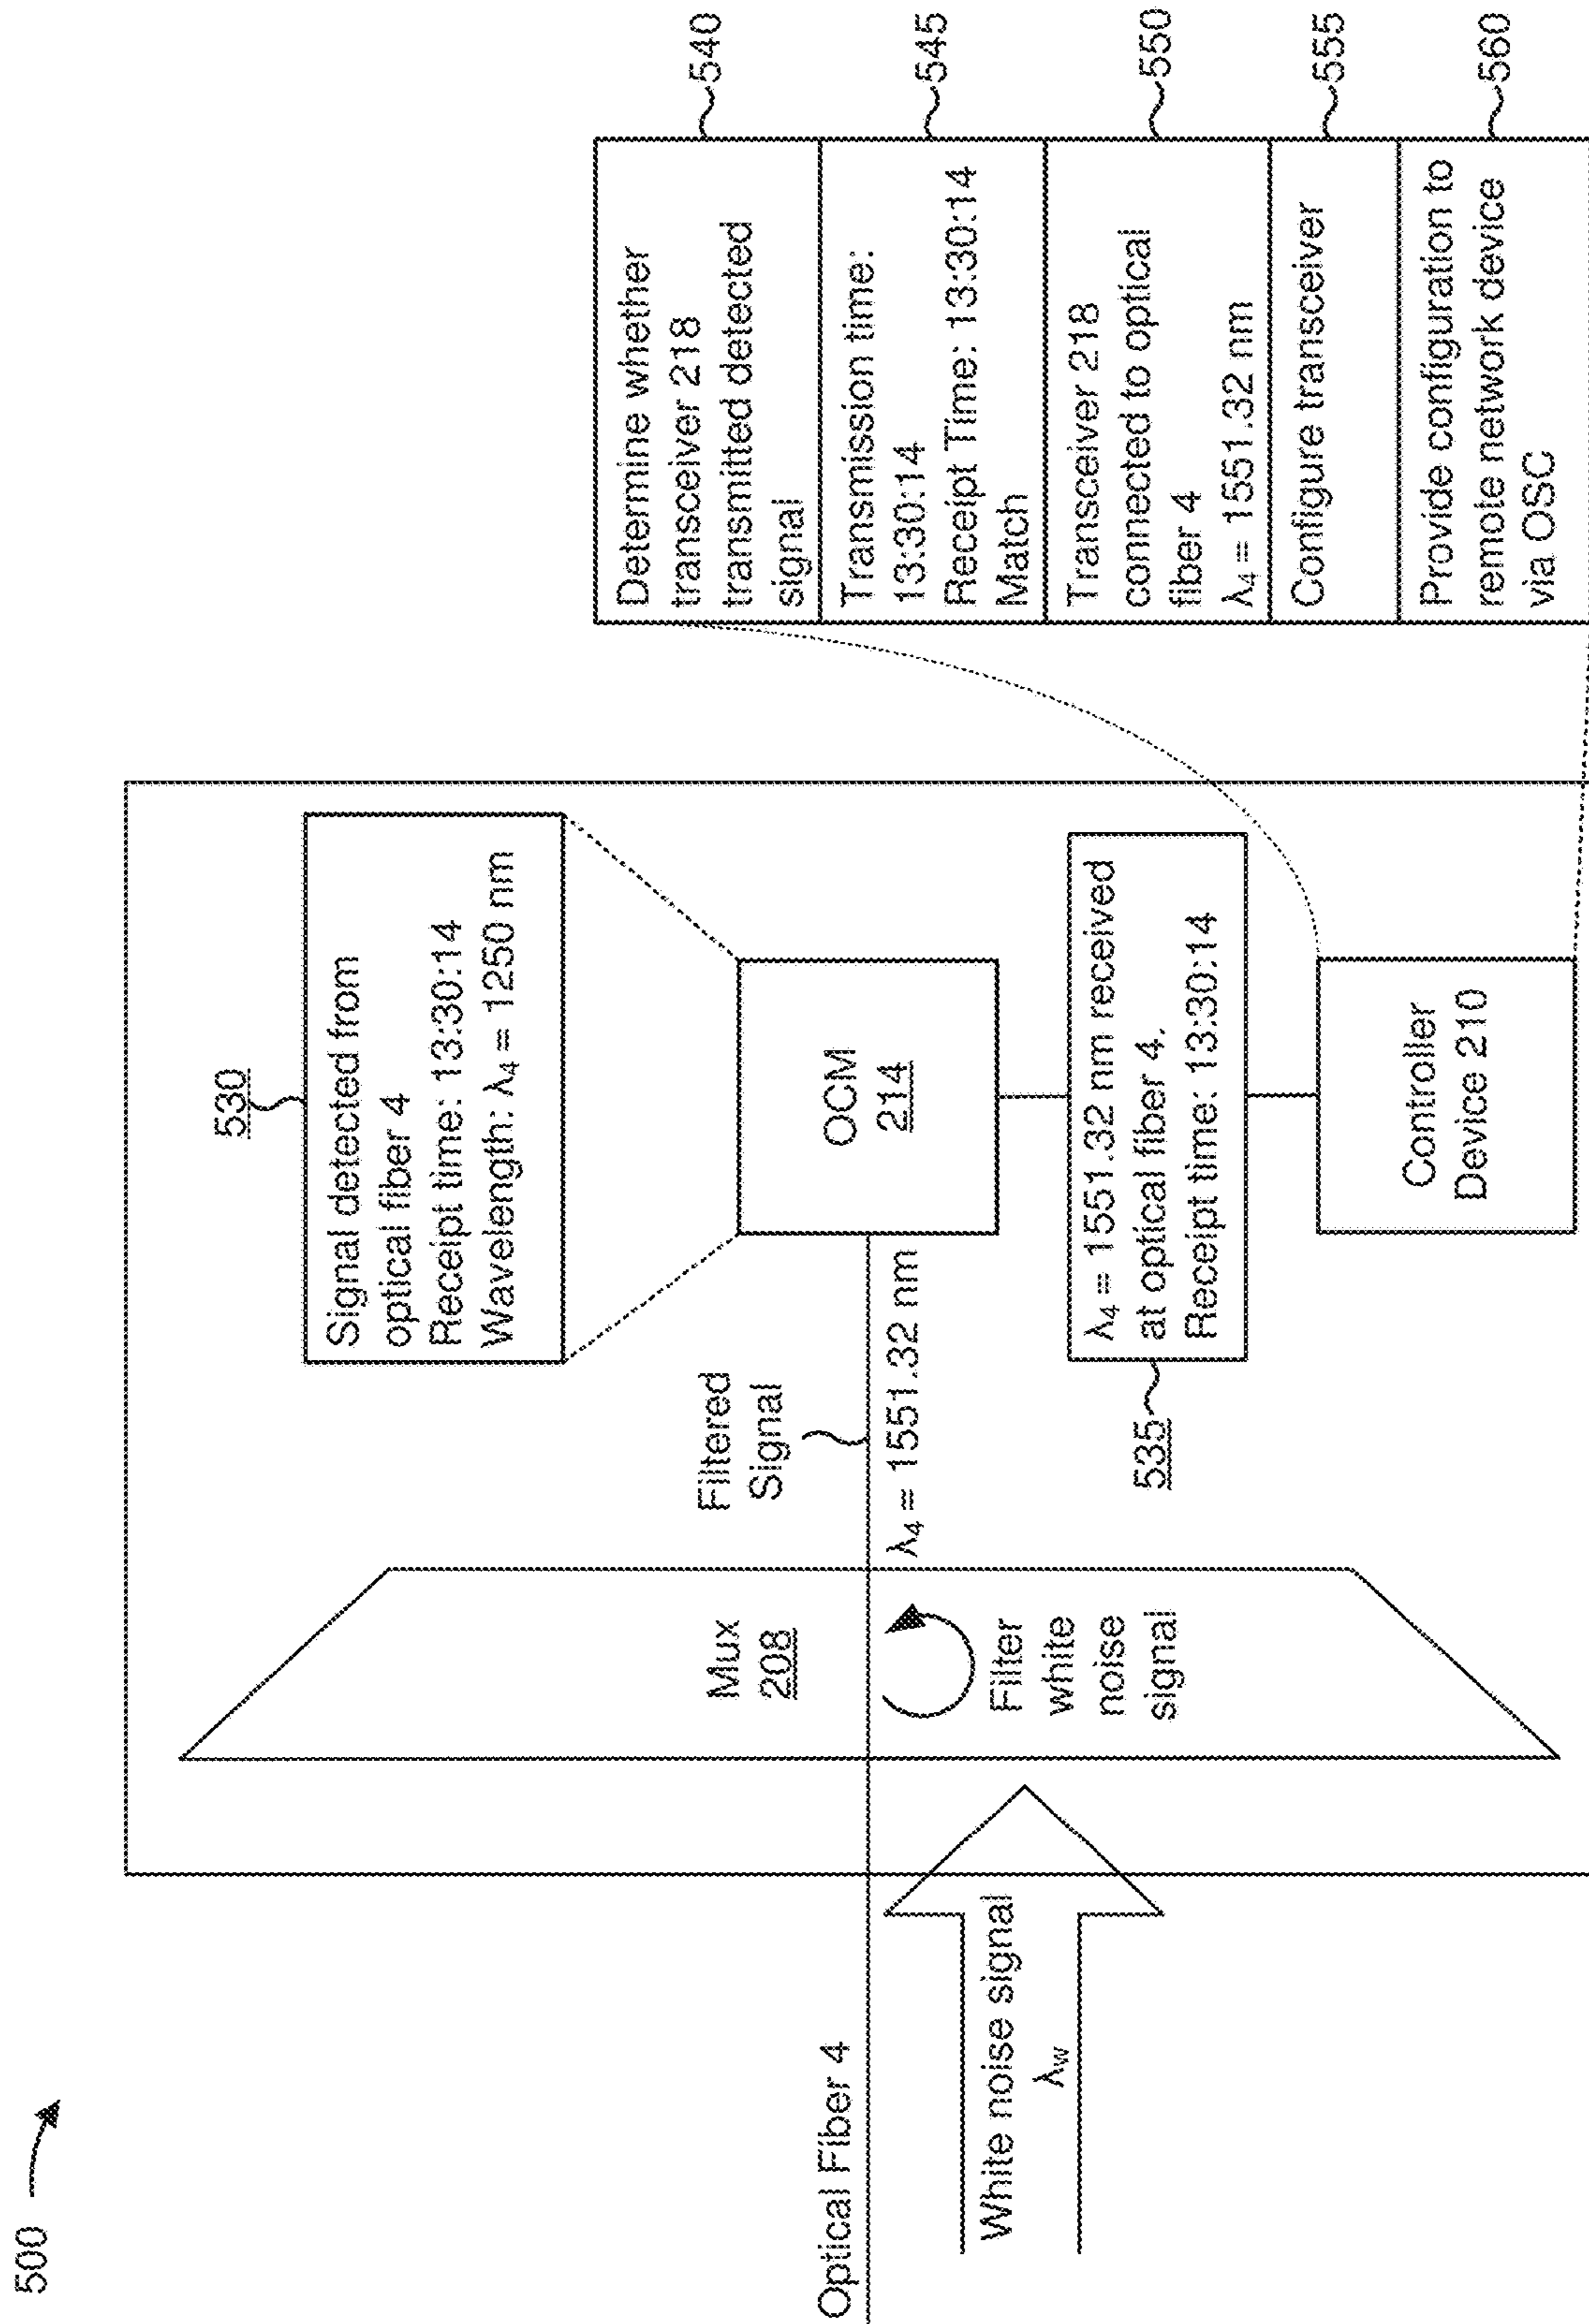 500
Optical Fiber 4
White noise signal
λw
Mux
208
Filter
white
noise
signal
Filtered
Signal
λ4 = 1551.32 nm
530
Signal detected from
optical fiber 4
Receipt time: 13:30:14
Wavelength: λ4 = 1250 nm
OCM
214
535
λ4 = 1551.32 nm received
at optical fiber 4.
Receipt time: 13:30:14
Controller
Device 210
Determine whether
transceiver 218
transmitted detected
signal
540
Transmission time:
13:30:14
Receipt Time: 13:30:14
Match
545
Transceiver 218
connected to optical
fiber 4
λ4 = 1551.32 nm
550
Configure transceiver
555
Provide configuration to
remote network device
via OSC
560